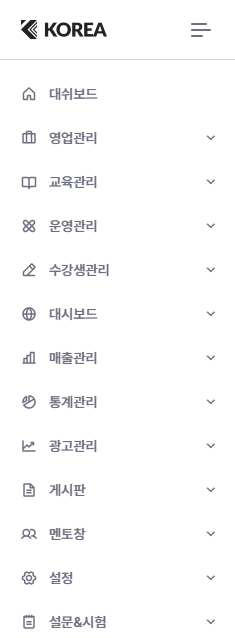 KOREA
대쉬보드
영업관리
교육관리
운영관리
수강생관리
대시보드
매출관리
통계관리
광고관리
게시판
멘토창
설정
설문&시험